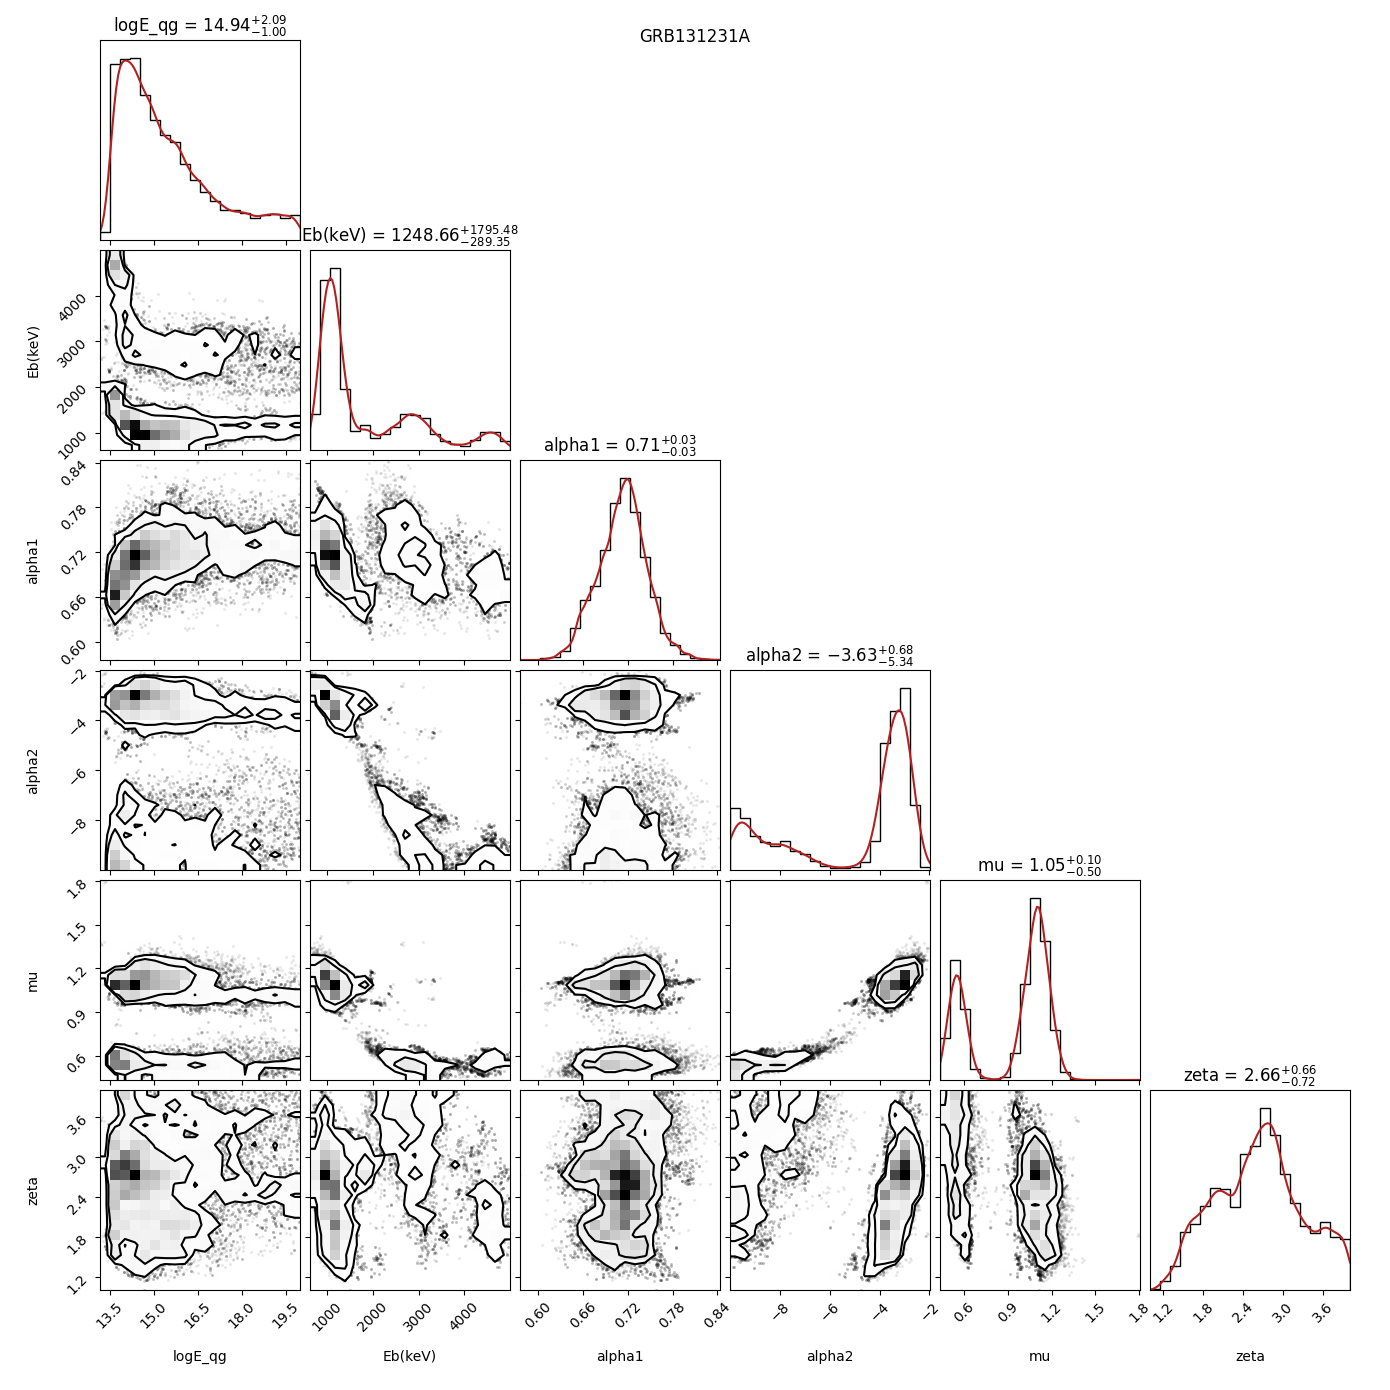 logE_qg = 14.94+2.09−1.00
GRB131231A
Eb(keV) = 1248.66+1795.48−289.35
4000
3000
2000
1000
Eb(keV)
alpha1 = 0.71+0.03−0.03
0.84
0.78
0.72
0.66
0.60
alpha1
alpha2 = −3.63+0.68−5.34
−2
−4
−6
−8
alpha2
mu = 1.05+0.10−0.50
1.8
1.5
1.2
0.9
0.6
mu
zeta = 2.66+0.66−0.72
3.6
3.0
2.4
1.8
1.2
zeta
13.5 15.0 16.5 18.0 19.5 1000 2000 3000 4000 0.60 0.66 0.72 0.78 0.84 −8 −6 −4 −2 0.6 0.9 1.2 1.5 1.8 1.2 1.8 2.4 3.0 3.6
logE_qg Eb(keV) alpha1 alpha2 mu zeta